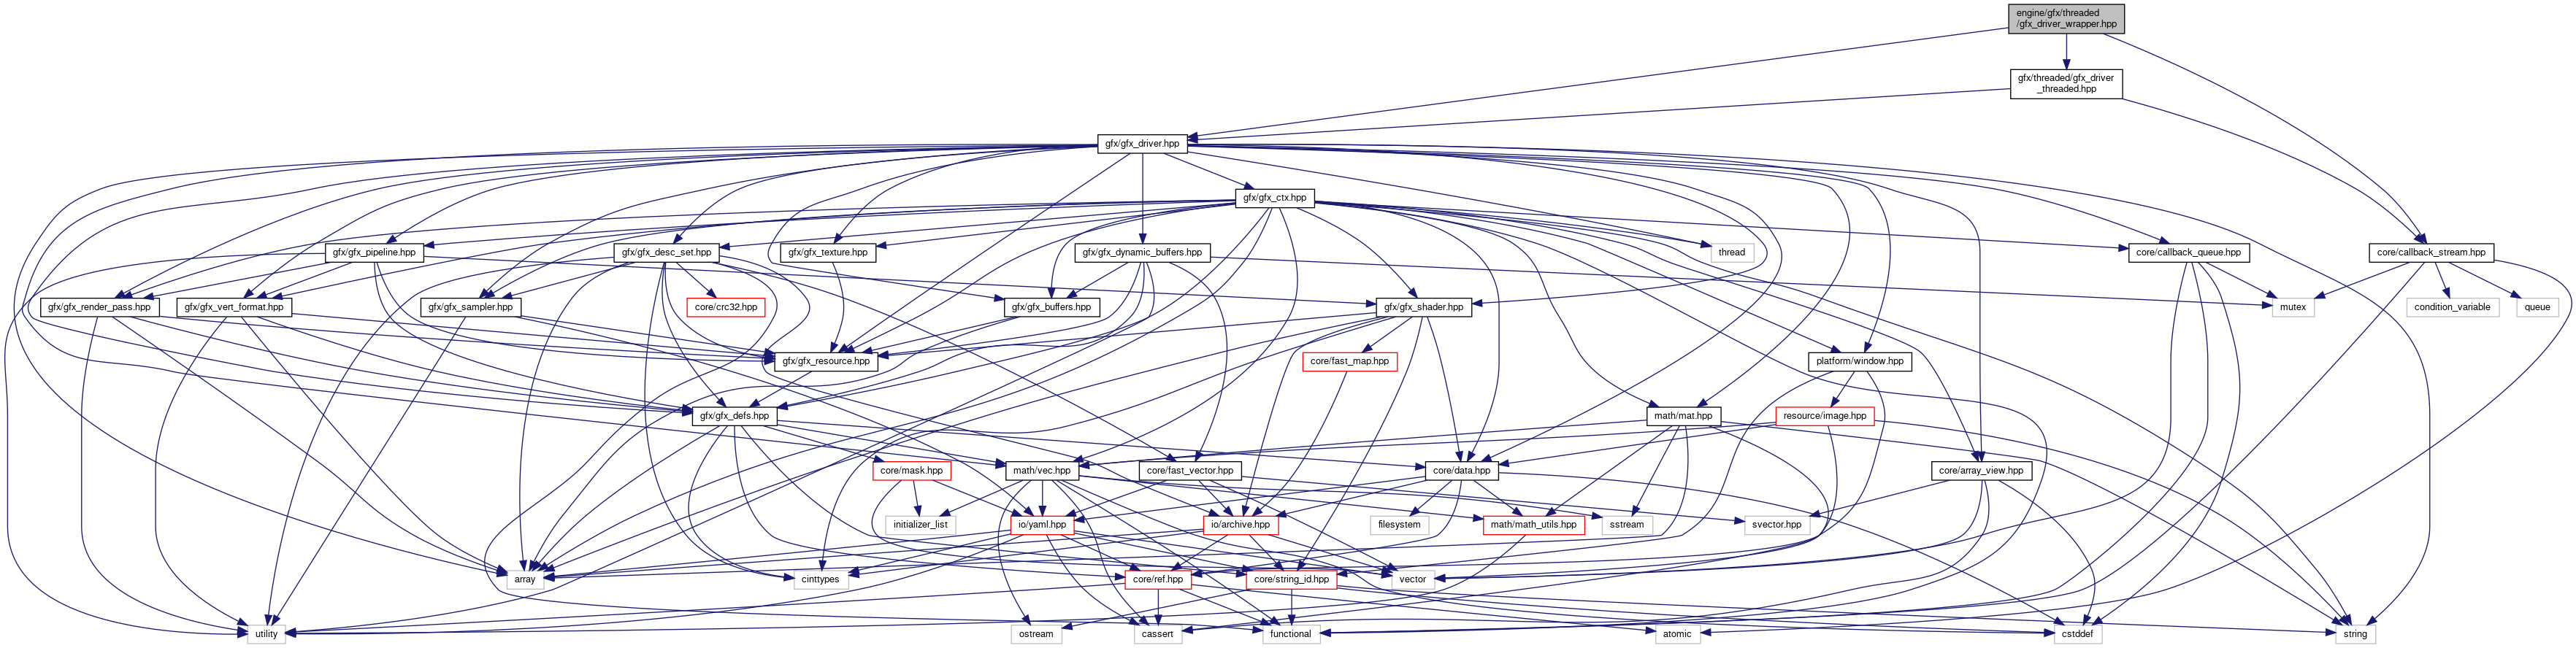 engine/gfx/threaded
/gfx_driver_wrapper.hpp
gfx/threaded/gfx_driver
_threaded.hpp
gfx/gfx_driver.hpp
gfx/gfx_ctx.hpp
gfx/gfx_pipeline.hpp
gfx/gfx_desc_set.hpp
gfx/gfx_texture.hpp
gfx/gfx_dynamic_buffers.hpp
thread
core/callback_queue.hpp
core/callback_stream.hpp
gfx/gfx_render_pass.hpp
gfx/gfx_vert_format.hpp
gfx/gfx_sampler.hpp
core/crc32.hpp
gfx/gfx_buffers.hpp
gfx/gfx_shader.hpp
mutex
condition_variable
queue
gfx/gfx_resource.hpp
core/fast_map.hpp
platform/window.hpp
gfx/gfx_defs.hpp
math/mat.hpp
resource/image.hpp
core/mask.hpp
math/vec.hpp
core/fast_vector.hpp
core/data.hpp
core/array_view.hpp
initializer_list
io/yaml.hpp
io/archive.hpp
filesystem
math/math_utils.hpp
sstream
svector.hpp
array
cinttypes
core/ref.hpp
core/string_id.hpp
vector
utility
ostream
cassert
functional
atomic
cstddef
string